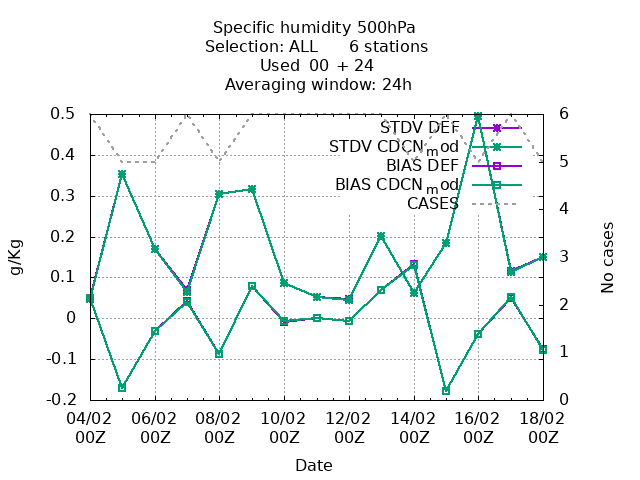 Specific humidity 500hPa
Selection: ALL 6 stations
Used 00 + 24
Averaging window: 24h
0.5
0.4
0.3
0.2
0.1
0
-0.1
-0.2
g/Kg
STDV DEF
STDV CDCN_mod
BIAS DEF
BIAS CDCN_mod
CASES
6
5
4
3
2
1
0
No cases
04/02 06/02 08/02 10/02 12/02 14/02 16/02 18/02
00Z 00Z 00Z 00Z 00Z 00Z 00Z 00Z
Date